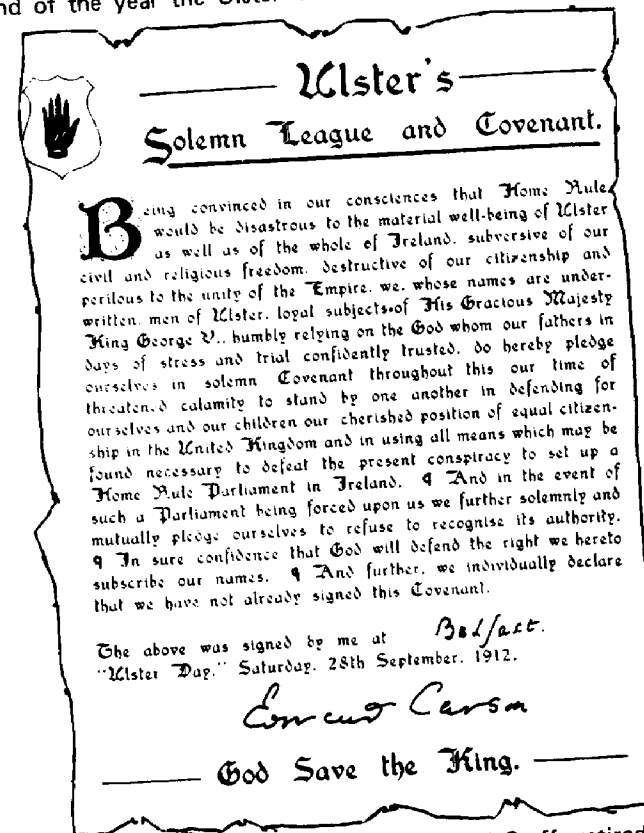 nd of the year the Ulster
Ulster's
Solemn League and Covenant.
Being convinced in our consciences that Home Rule
would be disastrous to the material well-being of Ulster
as well as of the whole of Ireland, subversive of our
civil and religious freedom, destructive of our citizenship and
perilous to the unity of the Empire, we, whose names are under-
written, men of Ulster, loyal subjects of His Gracious Majesty
King George V., humbly relying on the God whom our fathers in
days of stress and trial confidently trusted, do hereby pledge
ourselves in solemn Covenant throughout this our time of
threatened calamity to stand by one another in defending for
ourselves and our children our cherished position of equal citizen-
ship in the United Kingdom and in using all means which may be
found necessary to defeat the present conspiracy to set up a
Home Rule Parliament in Ireland. ¶ And in the event of
such a Parliament being forced upon us we further solemnly and
mutually pledge ourselves to refuse to recognise its authority.
¶ In sure confidence that God will defend the right we hereto
subscribe our names. ¶ And further, we individually declare
that we have not already signed this Covenant.
The above was signed by me at Belfast.
"Ulster Day." Saturday, 28th September, 1912.
Edward Carson
God Save the King.